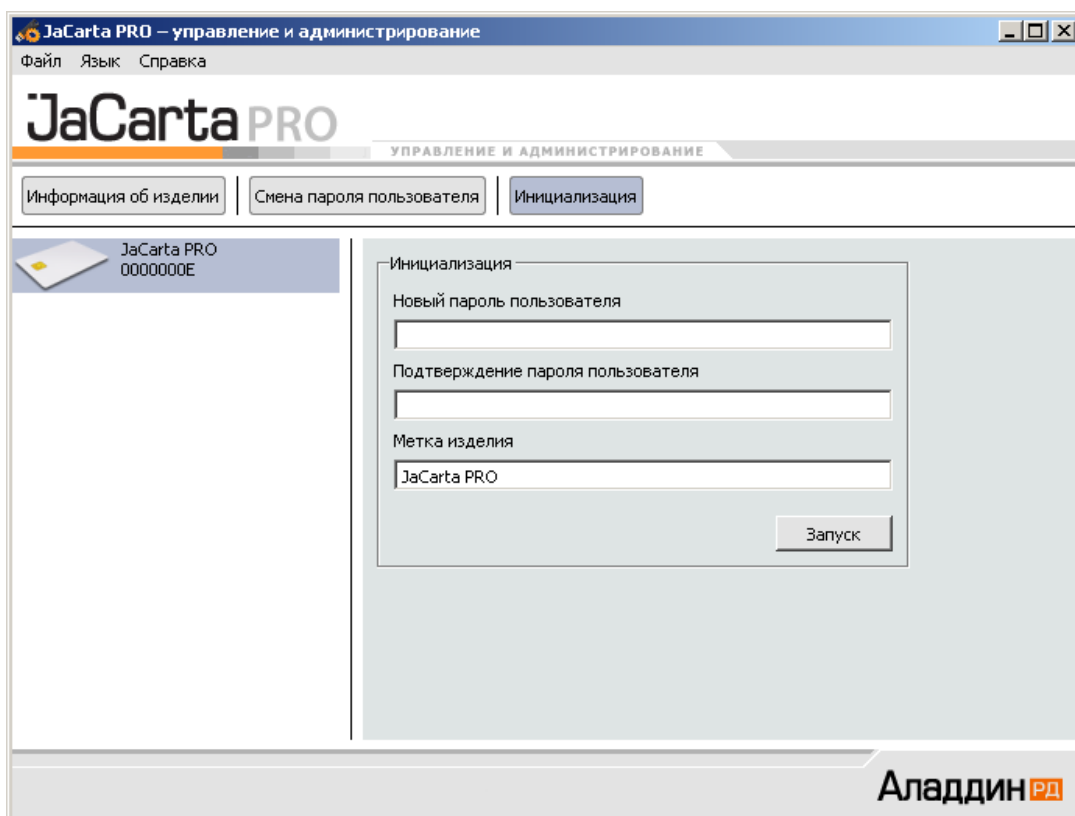 JaCarta PRO – управление и администрирование
Файл Язык Справка
JaCarta PRO
УПРАВЛЕНИЕ И АДМИНИСТРИРОВАНИЕ
Информация об изделии Смена пароля пользователя Инициализация
JaCarta PRO
0000000E
Инициализация
Новый пароль пользователя
Подтверждение пароля пользователя
Метка изделия
JaCarta PRO
Запуск
Аладдин РД